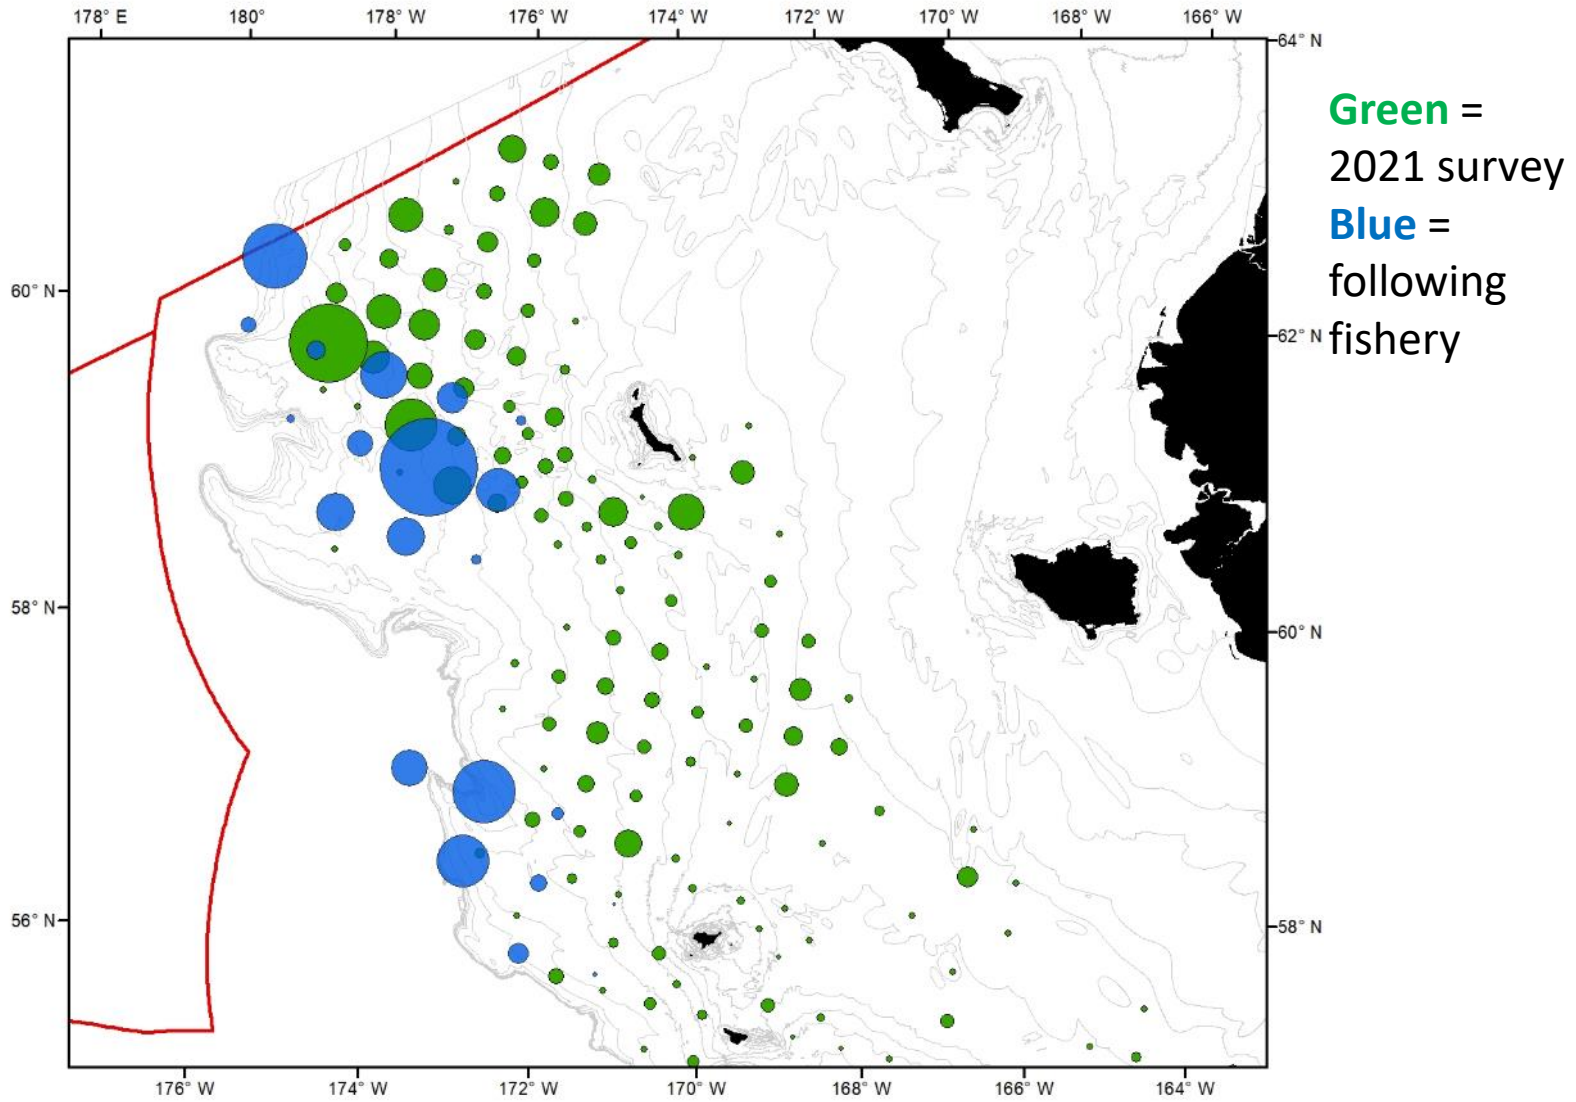 178° E 180° 178° W 176° W 174° W 172° W 170° W 168° W 166° W
64° N
Green =
2021 survey
Blue =
following
fishery
60° N
62° N
58° N
60° N
56° N
58° N
176° W 174° W 172° W 170° W 168° W 166° W 164° W